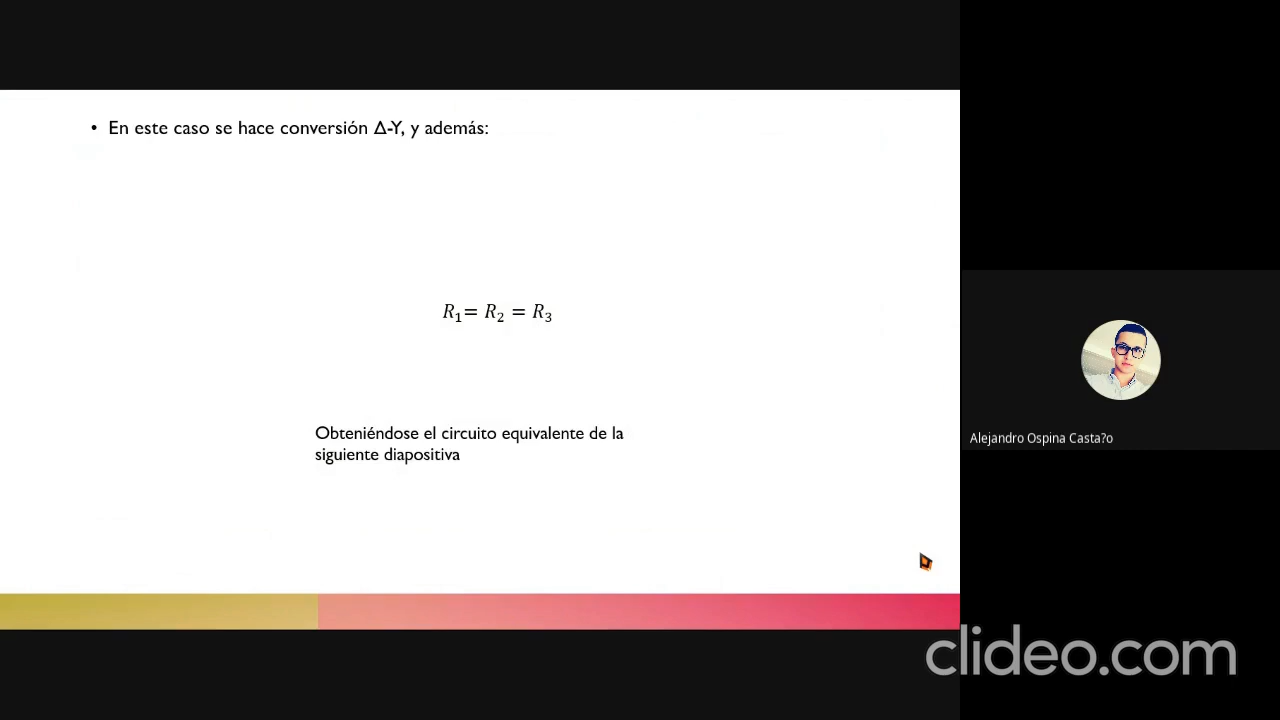 • En este caso se hace conversión Δ-Y, y además:
R₁= R₂ = R₃
Obteniéndose el circuito equivalente de la
siguiente diapositiva
Alejandro Ospina Casta?o
clideo.com